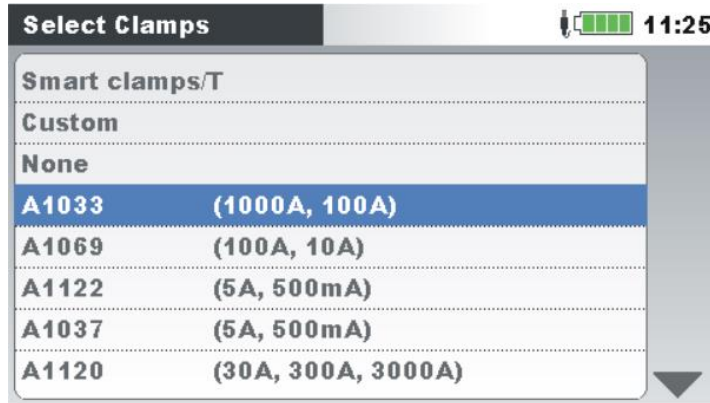 Select Clamps 11:25
Smart clamps/T
Custom
None
A1033 (1000A, 100A)
A1069 (100A, 10A)
A1122 (5A, 500mA)
A1037 (5A, 500mA)
A1120 (30A, 300A, 3000A)